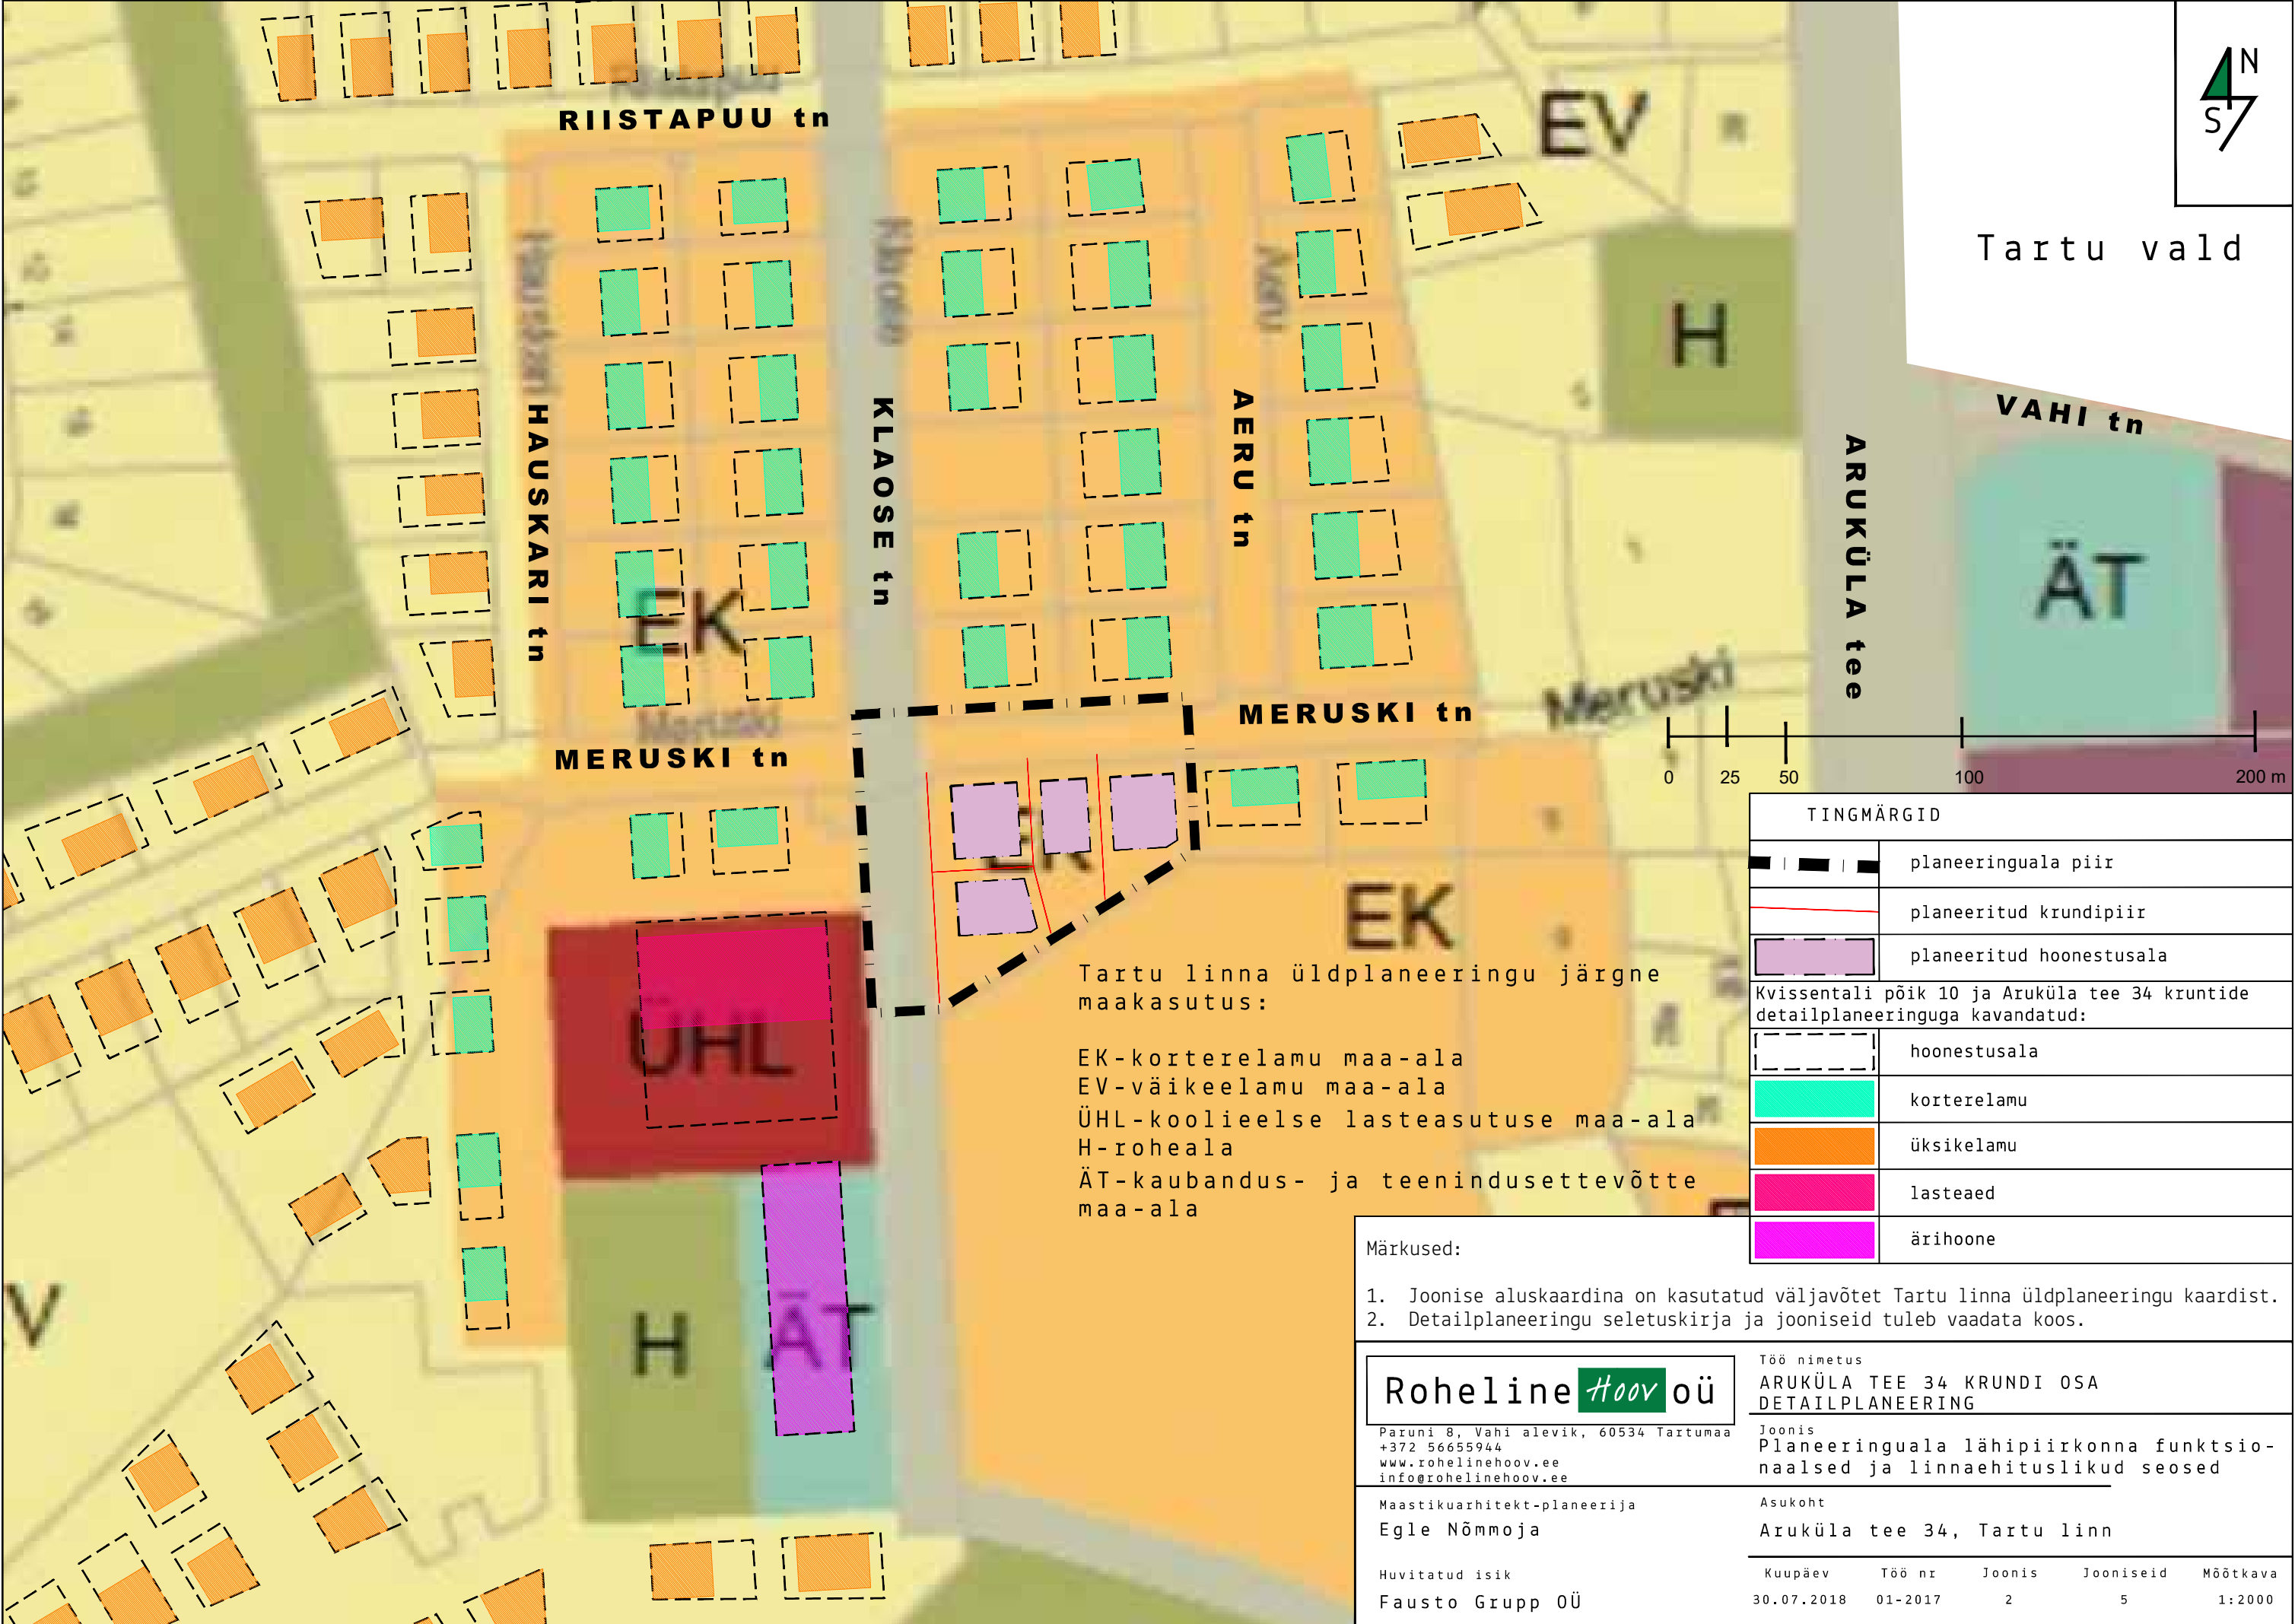 N
S
Tartu vald
RIISTAPUU tn
EV
H
HAUSKARI tn
KLAOSE tn
AERU tn
ARUKÜLA tee
VAHI tn
ÄT
EK
Meruski
Meruski
MERUSKI tn
MERUSKI tn
0 25 50 100 200 m
EK
EK
ÜHL
H
ÄT
V
Tartu linna üldplaneeringu järgne
maakasutus:
EK-korterelamu maa-ala
EV-väikeelamu maa-ala
ÜHL-koolieelse lasteasutuse maa-ala
H-roheala
ÄT-kaubandus- ja teenindusettevõtte
maa-ala
TINGMÄRGID
planeeringuala piir
planeeritud krundipiir
planeeritud hoonestusala
Kvissentali põik 10 ja Aruküla tee 34 kruntide
detailplaneeringuga kavandatud:
hoonestusala
korterelamu
üksikelamu
lasteaed
ärihoone
Märkused:
1. Joonise aluskaardina on kasutatud väljavõtet Tartu linna üldplaneeringu kaardist.
2. Detailplaneeringu seletuskirja ja jooniseid tuleb vaadata koos.
Roheline Hoov oü
Paruni 8, Vahi alevik, 60534 Tartumaa
+372 56655944
www.rohelinehoov.ee
info@rohelinehoov.ee
Töö nimetus
ARUKÜLA TEE 34 KRUNDI OSA
DETAILPLANEERING
Joonis
Planeeringuala lähipiirkonna funktsio-
naalsed ja linnaehituslikud seosed
Maastikuarhitekt-planeerija
Egle Nõmmoja
Asukoht
Aruküla tee 34, Tartu linn
Huvitatud isik
Fausto Grupp OÜ
Kuupäev Töö nr Joonis Jooniseid Mõõtkava
30.07.2018 01-2017 2 5 1:2000